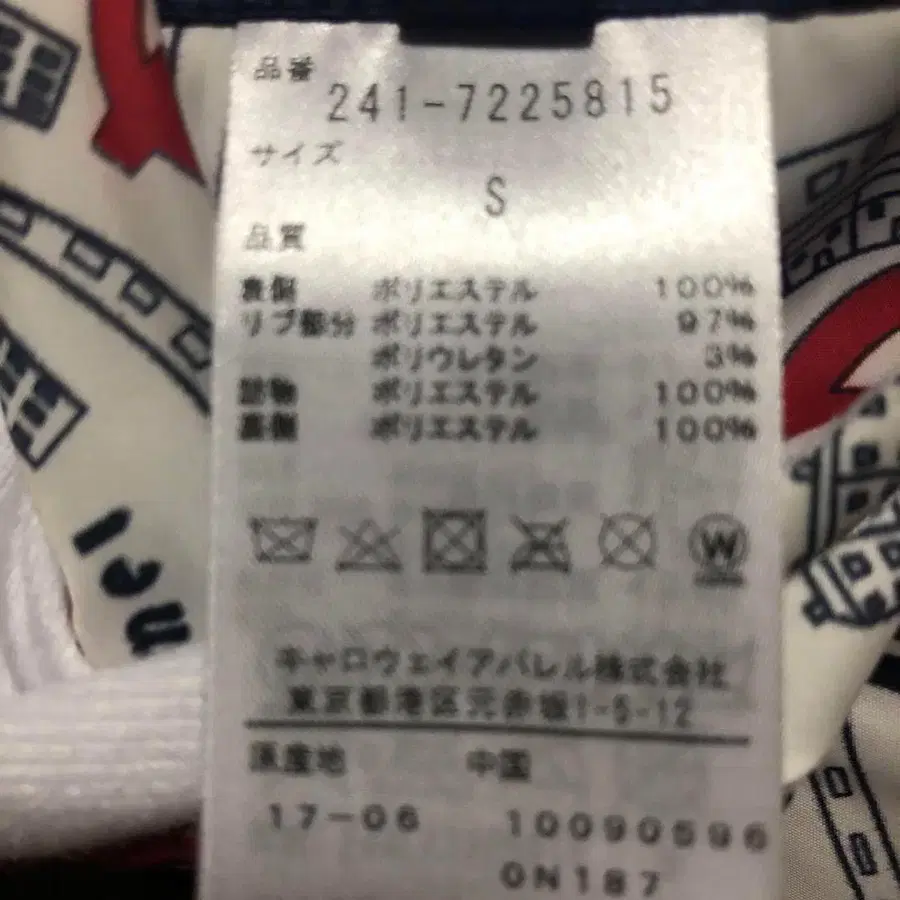 品番
241-7225815
サイズ
S
品質
表側 ポリエステル 100%
リブ部分 ポリエステル 97%
ポリウレタン 3%
詰物 ポリエステル 100%
裏側 ポリエステル 100%
W
キャロウェイアパレル株式会社
東京都港区元赤坂1-5-12
原産地 中国
17-06 10090596
0N187